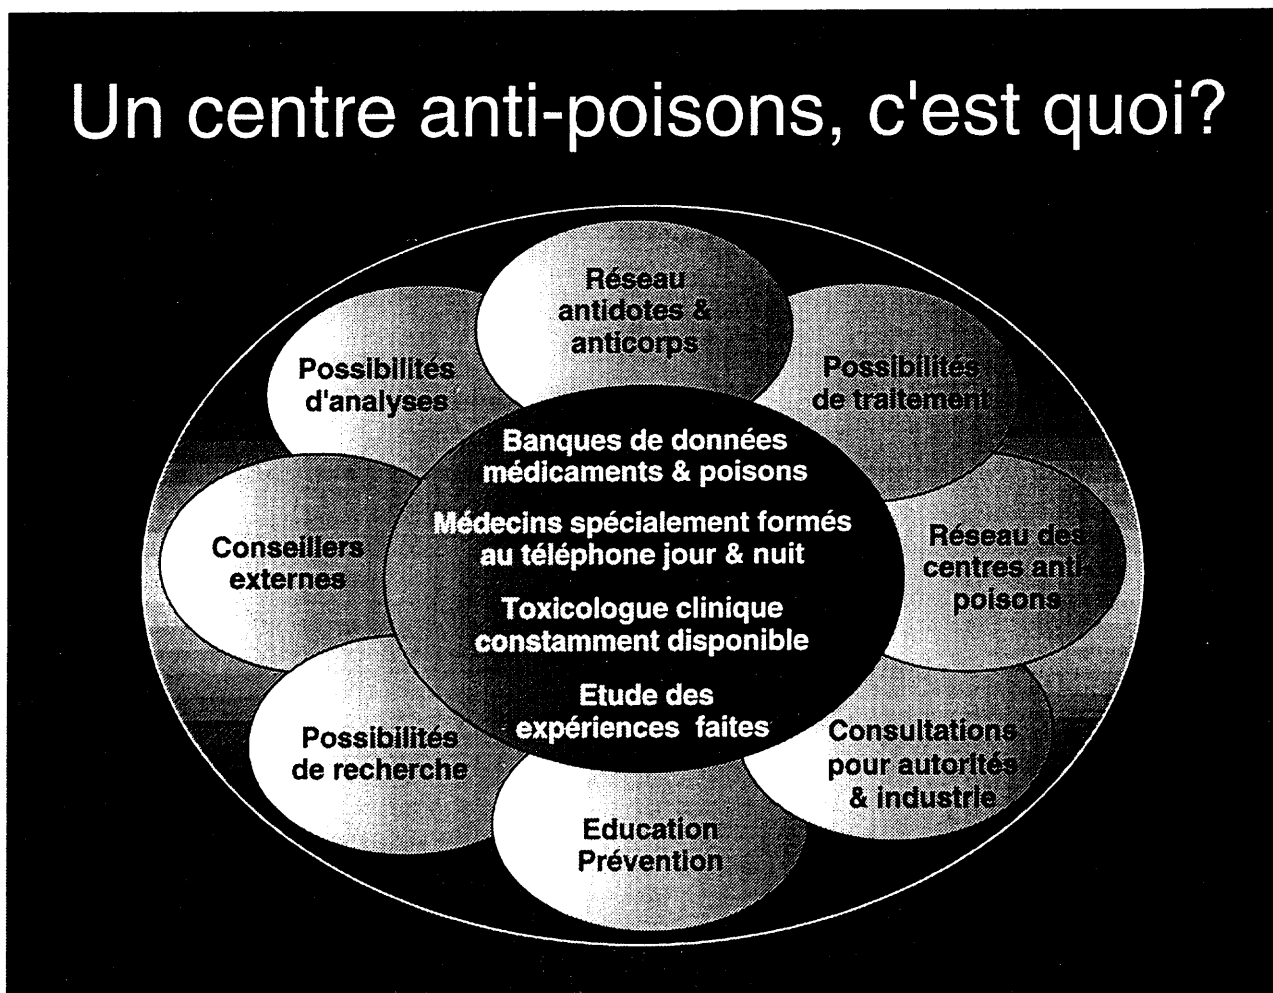 Un centre anti-poisons, c'est quoi?
Réseau
antidotes &
anticorps
Possibilités
d'analyses
Possibilités
de traitement
Banques de données
médicaments & poisons
Médecins spécialement formés
au téléphone jour & nuit
Toxicologue clinique
constamment disponible
Etude des
expériences faites
Conseillers
externes
Réseau des
centres anti-
poisons
Possibilités
de recherche
Consultations
pour autorités
& industrie
Education
Prévention